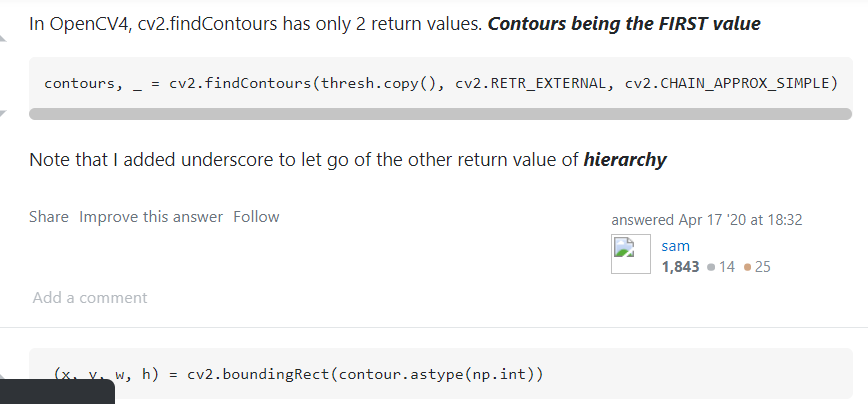 In OpenCV4, cv2.findContours has only 2 return values. Contours being the FIRST value
contours, _ = cv2.findContours(thresh.copy(), cv2.RETR_EXTERNAL, cv2.CHAIN_APPROX_SIMPLE)
Note that I added underscore to let go of the other return value of hierarchy
Share Improve this answer Follow
answered Apr 17 '20 at 18:32
sam
1,843 14 25
Add a comment
(x, y, w, h) = cv2.boundingRect(contour.astype(np.int))